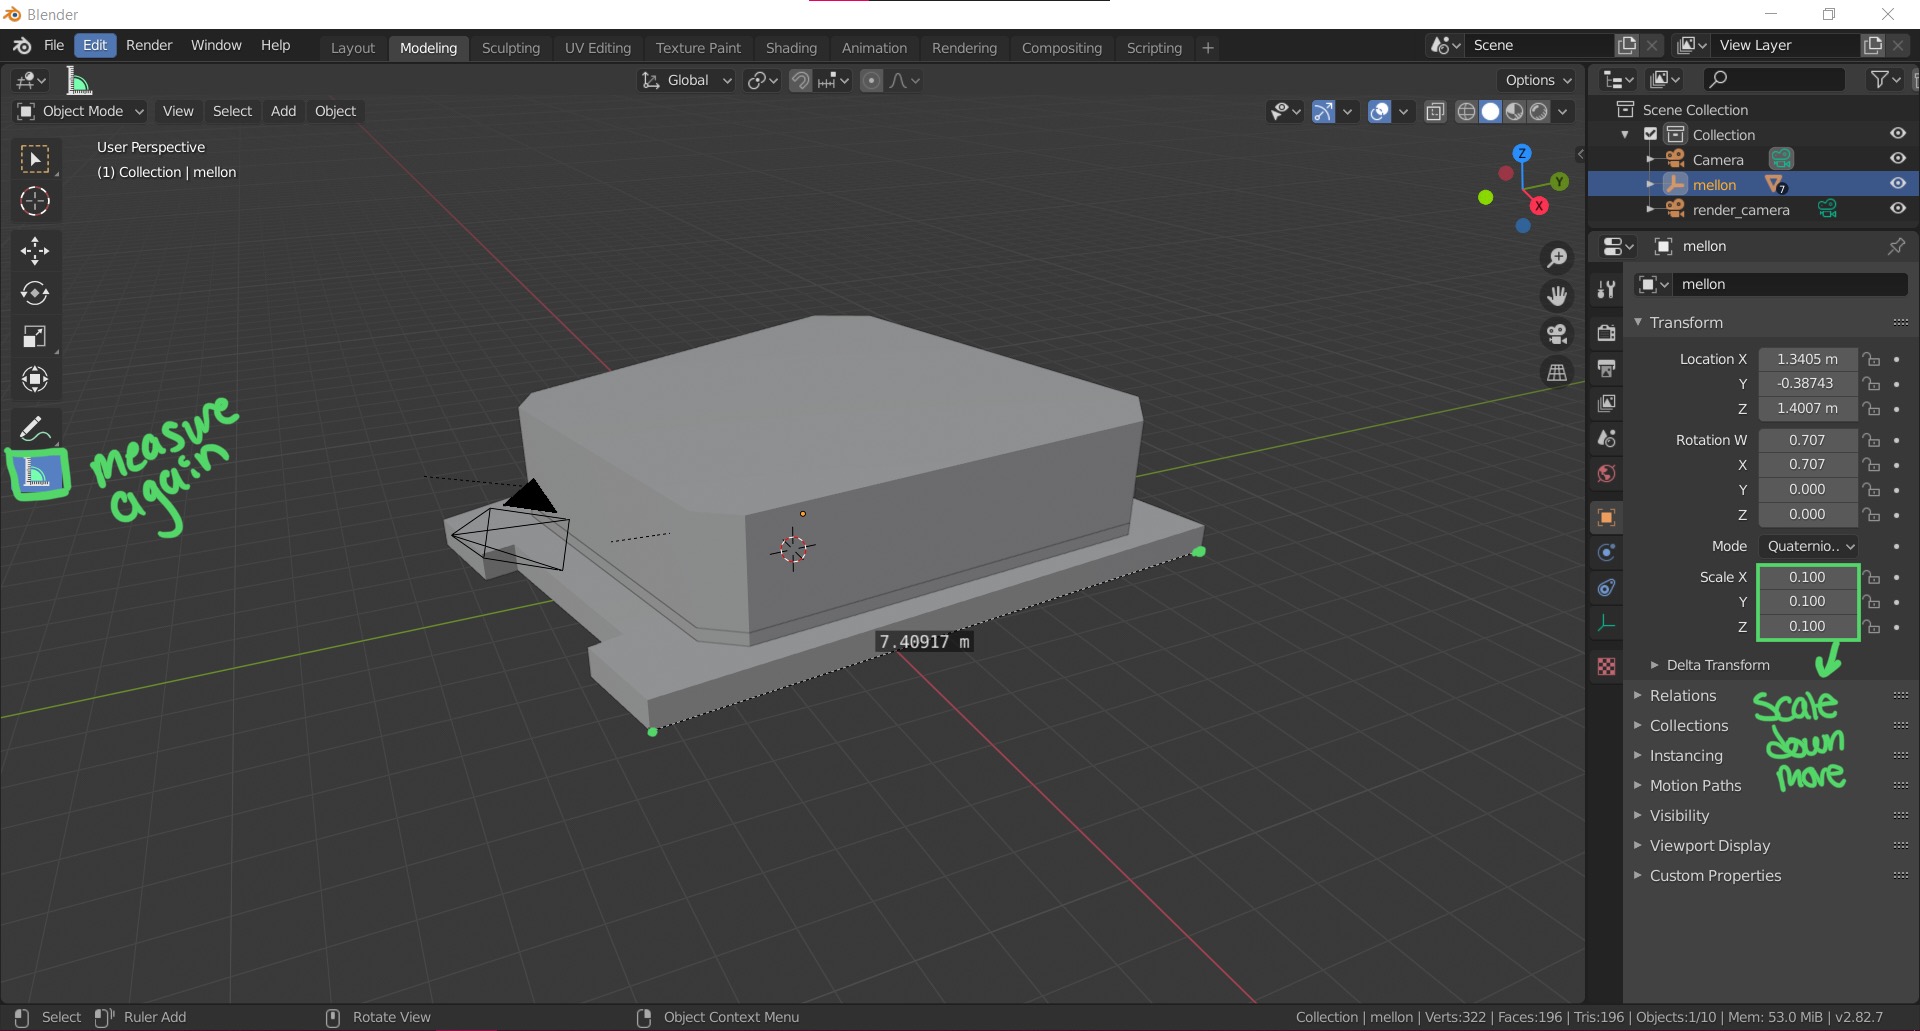 Blender
File Edit Render Window Help Layout Modeling Sculpting UV Editing Texture Paint Shading Animation Rendering Compositing Scripting + Scene View Layer
Global Options
Object Mode View Select Add Object
User Perspective
(1) Collection | mellon
Z
Y
X
measure
again
7.40917 m
Scene Collection
Collection
Camera
mellon 7
render_camera
mellon
mellon
Transform
Location X 1.3405 m
Y -0.38743
Z 1.4007 m
Rotation W 0.707
X 0.707
Y 0.000
Z 0.000
Mode Quaternio..
Scale X 0.100
Y 0.100
Z 0.100
Delta Transform
Relations
Collections
Instancing
Motion Paths
Visibility
Viewport Display
Custom Properties
Scale
down
more
Select Ruler Add Rotate View Object Context Menu Collection | mellon | Verts:322 | Faces:196 | Tris:196 | Objects:1/10 | Mem: 53.0 MiB | v2.82.7